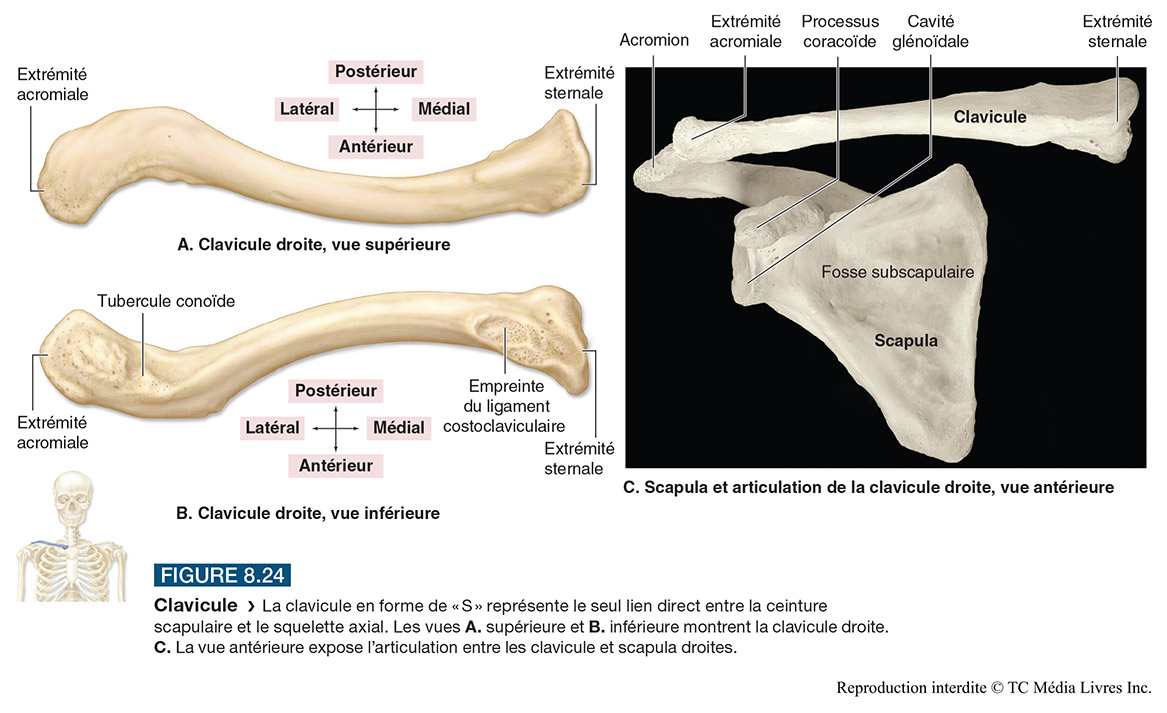 Extrémité
acromiale
Postérieur
Latéral
Médial
Antérieur
Extrémité
sternale
A. Clavicule droite, vue supérieure
Tubercule conoïde
Extrémité
acromiale
Postérieur
Latéral
Médial
Antérieur
Empreinte
du ligament
costoclaviculaire
Extrémité
sternale
B. Clavicule droite, vue inférieure
Acromion
Extrémité
acromiale
Processus
coracoïde
Cavité
glénoïdale
Extrémité
sternale
Clavicule
Fosse subscapulaire
Scapula
C. Scapula et articulation de la clavicule droite, vue antérieure
FIGURE 8.24
Clavicule › La clavicule en forme de « S » représente le seul lien direct entre la ceinture
scapulaire et le squelette axial. Les vues A. supérieure et B. inférieure montrent la clavicule droite.
C. La vue antérieure expose l'articulation entre les clavicule et scapula droites.
Reproduction interdite © TC Média Livres Inc.